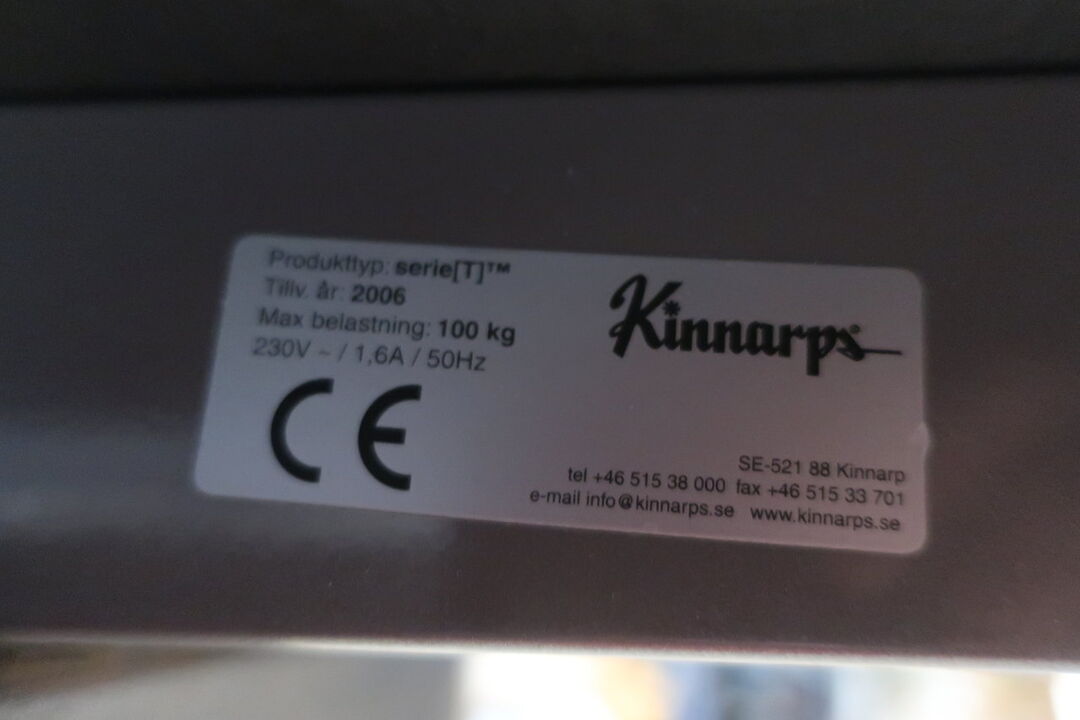 Produkttyp: serie[T]™
Tillv. år: 2006
Max belastning: 100 kg
230V ~ / 1,6A / 50Hz
CE
Kinnarps
SE-521 88 Kinnarp
tel +46 515 38 000 fax +46 515 33 701
e-mail info@kinnarps.se www.kinnarps.se